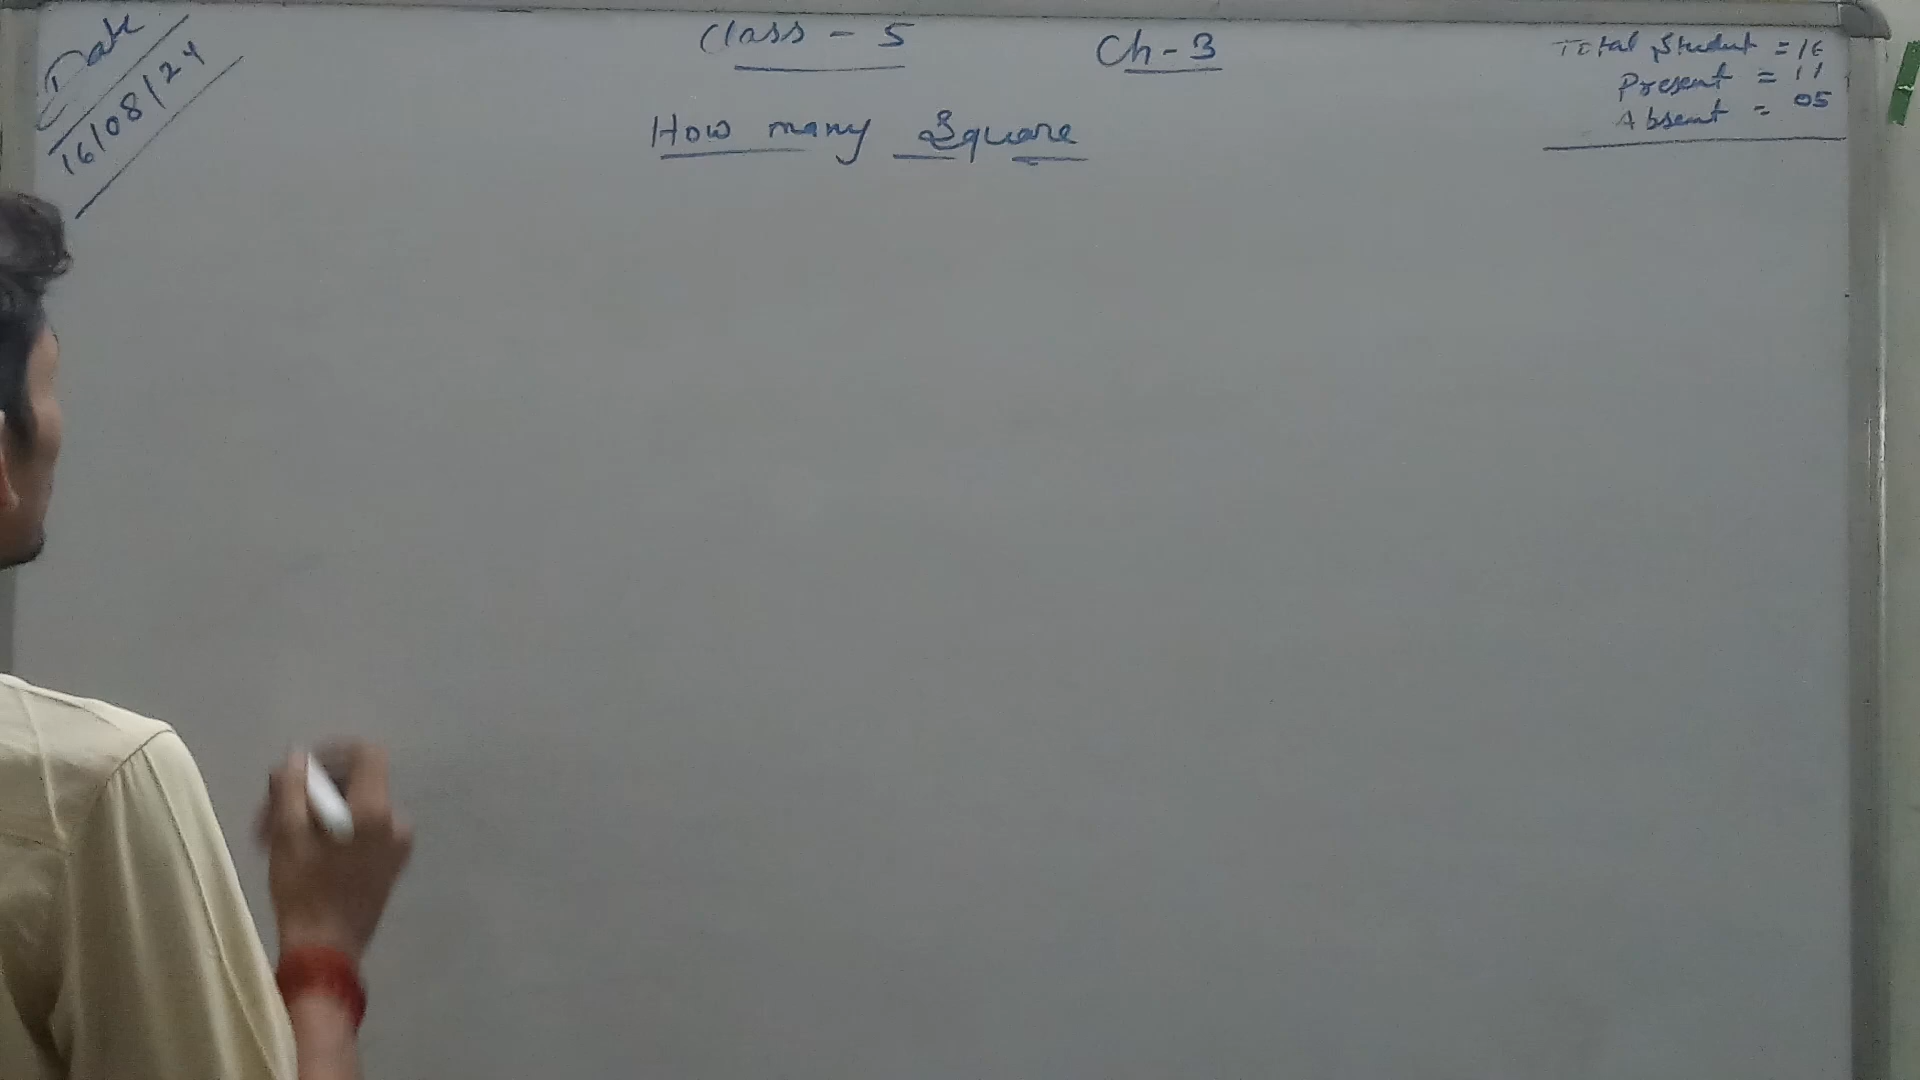 Date
16/08/24
Class - 5
Ch - 3
How many Square
Total Student = 16
Present = 11
Absent = 05